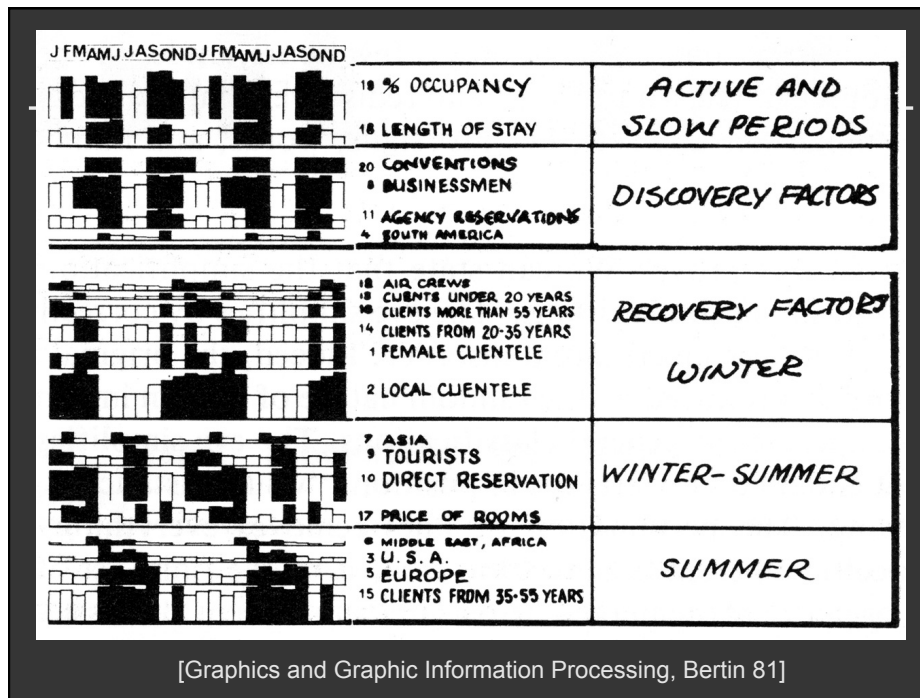 J FMAMJ JASOND J FMAMJ JASOND
19 % OCCUPANCY
18 LENGTH OF STAY
ACTIVE AND
SLOW PERIODS
20 CONVENTIONS
8 BUSINESSMEN
11 AGENCY RESERVATIONS
4 SOUTH AMERICA
DISCOVERY FACTORS
12 AIR CREWS
13 CLIENTS UNDER 20 YEARS
16 CLIENTS MORE THAN 55 YEARS
14 CLIENTS FROM 20-35 YEARS
1 FEMALE CLIENTELE
2 LOCAL CLIENTELE
RECOVERY FACTORS
WINTER
7 ASIA
9 TOURISTS
10 DIRECT RESERVATION
17 PRICE OF ROOMS
WINTER-SUMMER
6 MIDDLE EAST, AFRICA
3 U.S.A.
5 EUROPE
15 CLIENTS FROM 35-55 YEARS
SUMMER
[Graphics and Graphic Information Processing, Bertin 81]